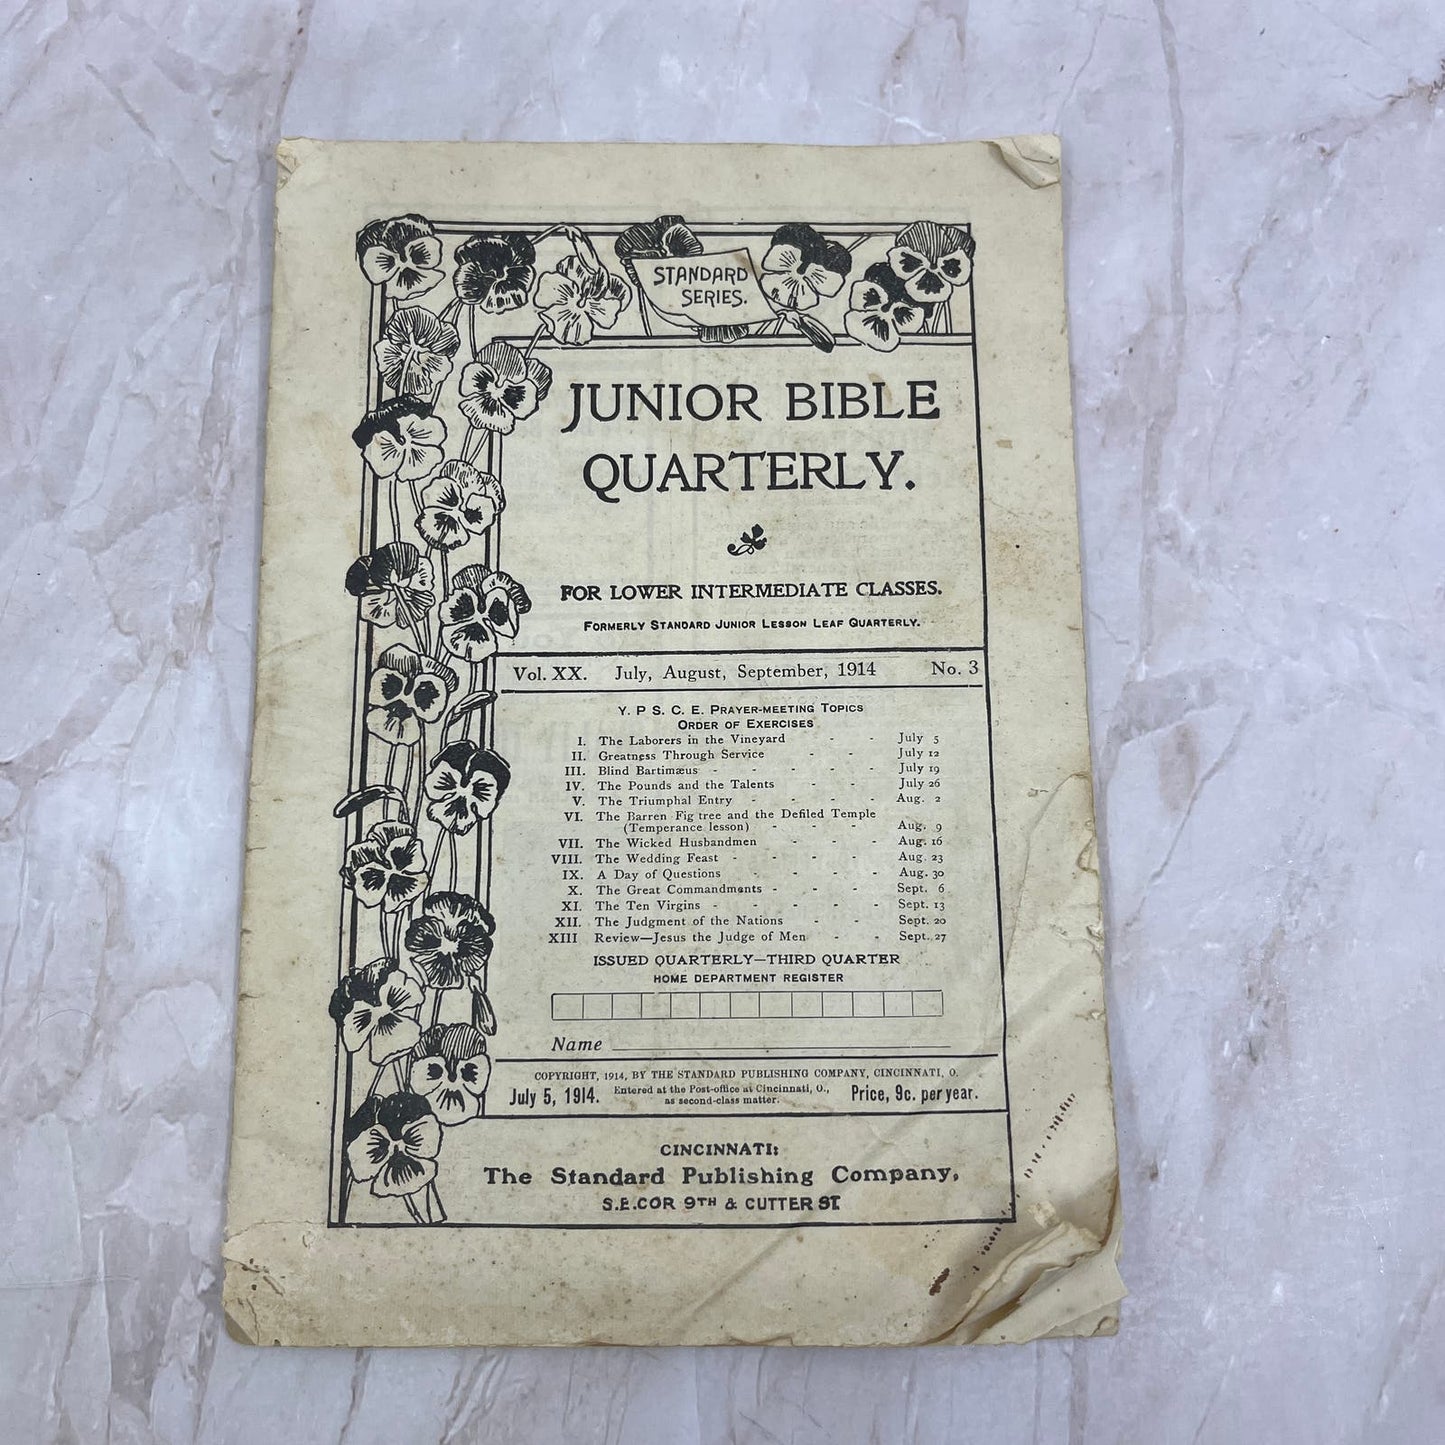 STANDARD
SERIES.
JUNIOR BIBLE
QUARTERLY.
FOR LOWER INTERMEDIATE CLASSES.
FORMERLY STANDARD JUNIOR LESSON LEAF QUARTERLY.
Vol. XX. July, August, September, 1914 No. 3
Y. P S. C. E. PRAYER-MEETING TOPICS
ORDER OF EXERCISES
I. The Laborers in the Vineyard - - July 5
II. Greatness Through Service - - July 12
III. Blind Bartimæus - - - - - July 19
IV. The Pounds and the Talents - - July 26
V. The Triumphal Entry - - - - Aug. 2
VI. The Barren Fig tree and the Defiled Temple
(Temperance lesson) - - - Aug. 9
VII. The Wicked Husbandmen - - - Aug. 16
VIII. The Wedding Feast - - - - Aug. 23
IX. A Day of Questions - - - - Aug. 30
X. The Great Commandments - - - - Sept. 6
XI. The Ten Virgins - - - - - Sept. 13
XII. The Judgment of the Nations - - Sept. 20
XIII Review—Jesus the Judge of Men - - Sept. 27
ISSUED QUARTERLY—THIRD QUARTER
HOME DEPARTMENT REGISTER
Name
COPYRIGHT, 1914, BY THE STANDARD PUBLISHING COMPANY, CINCINNATI, O.
July 5, 1914. Entered at the Post-office at Cincinnati, O., as second-class matter. Price, 9c. per year.
CINCINNATI:
The Standard Publishing Company,
S.E.COR 9TH & CUTTER ST.